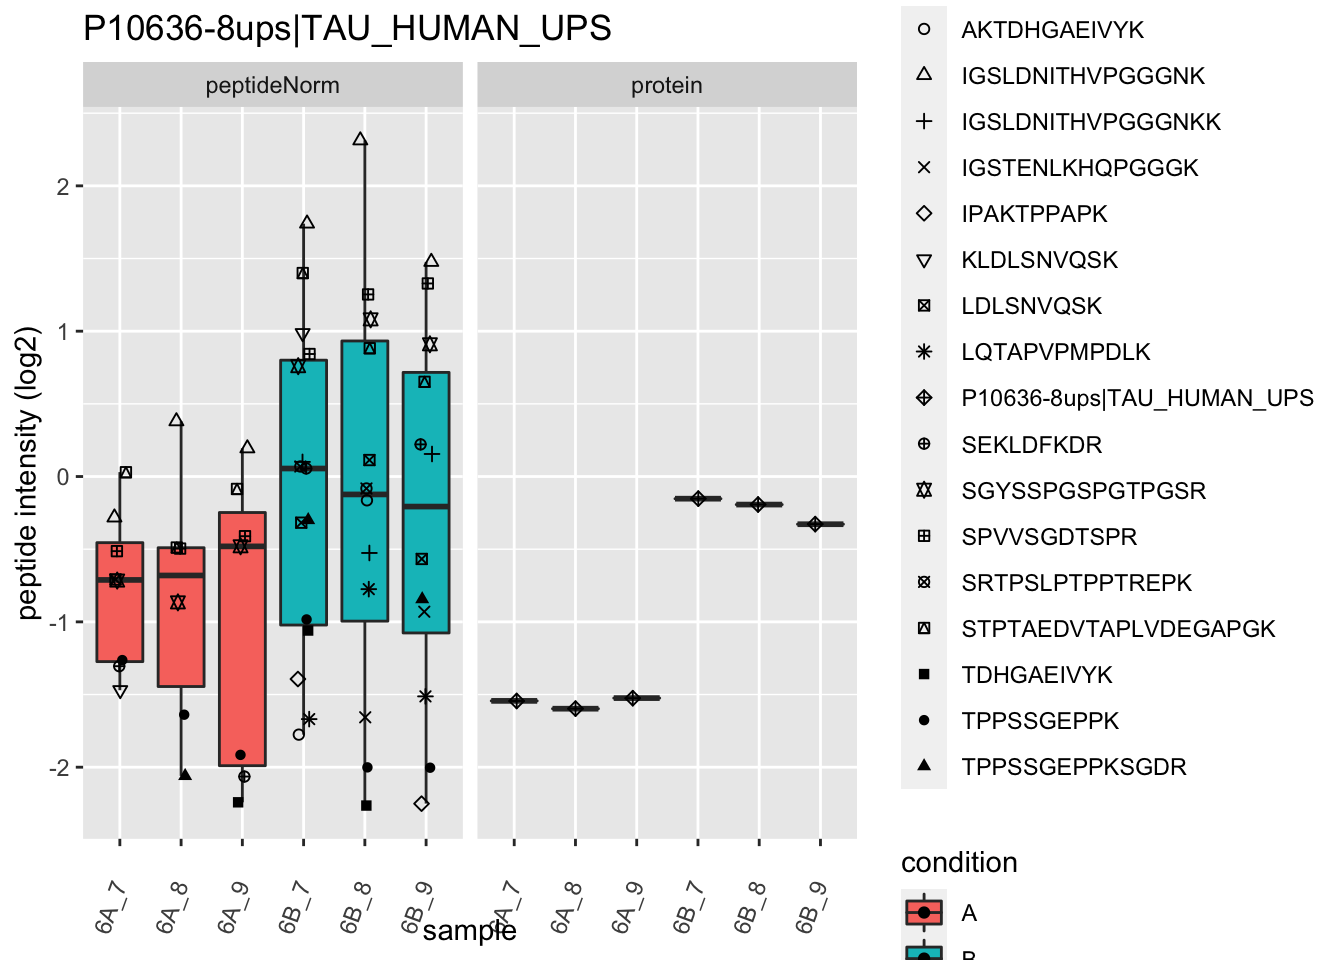 P10636-8ups|TAU_HUMAN_UPS
peptideNorm
protein
peptide intensity (log2)
2
1
0
-1
-2
6A_7
6A_8
6A_9
6B_7
6B_8
6B_9
6A_7
6A_8
6A_9
6B_7
6B_8
6B_9
sample
AKTDHGAEIVYK
IGSLDNITHVPGGGNK
IGSLDNITHVPGGGNKK
IGSTENLKHQPGGGK
IPAKTPPAPK
KLDLSNVQSK
LDLSNVQSK
LQTAPVPMPDLK
P10636-8ups|TAU_HUMAN_UPS
SEKLDFKDR
SGYSSPGSPGTPGSR
SPVVSGDTSPR
SRTPSLPTPPTREPK
STPTAEDVTAPLVDEGAPGK
TDHGAEIVYK
TPPSSGEPPK
TPPSSGEPPKSGDR
condition
A
B